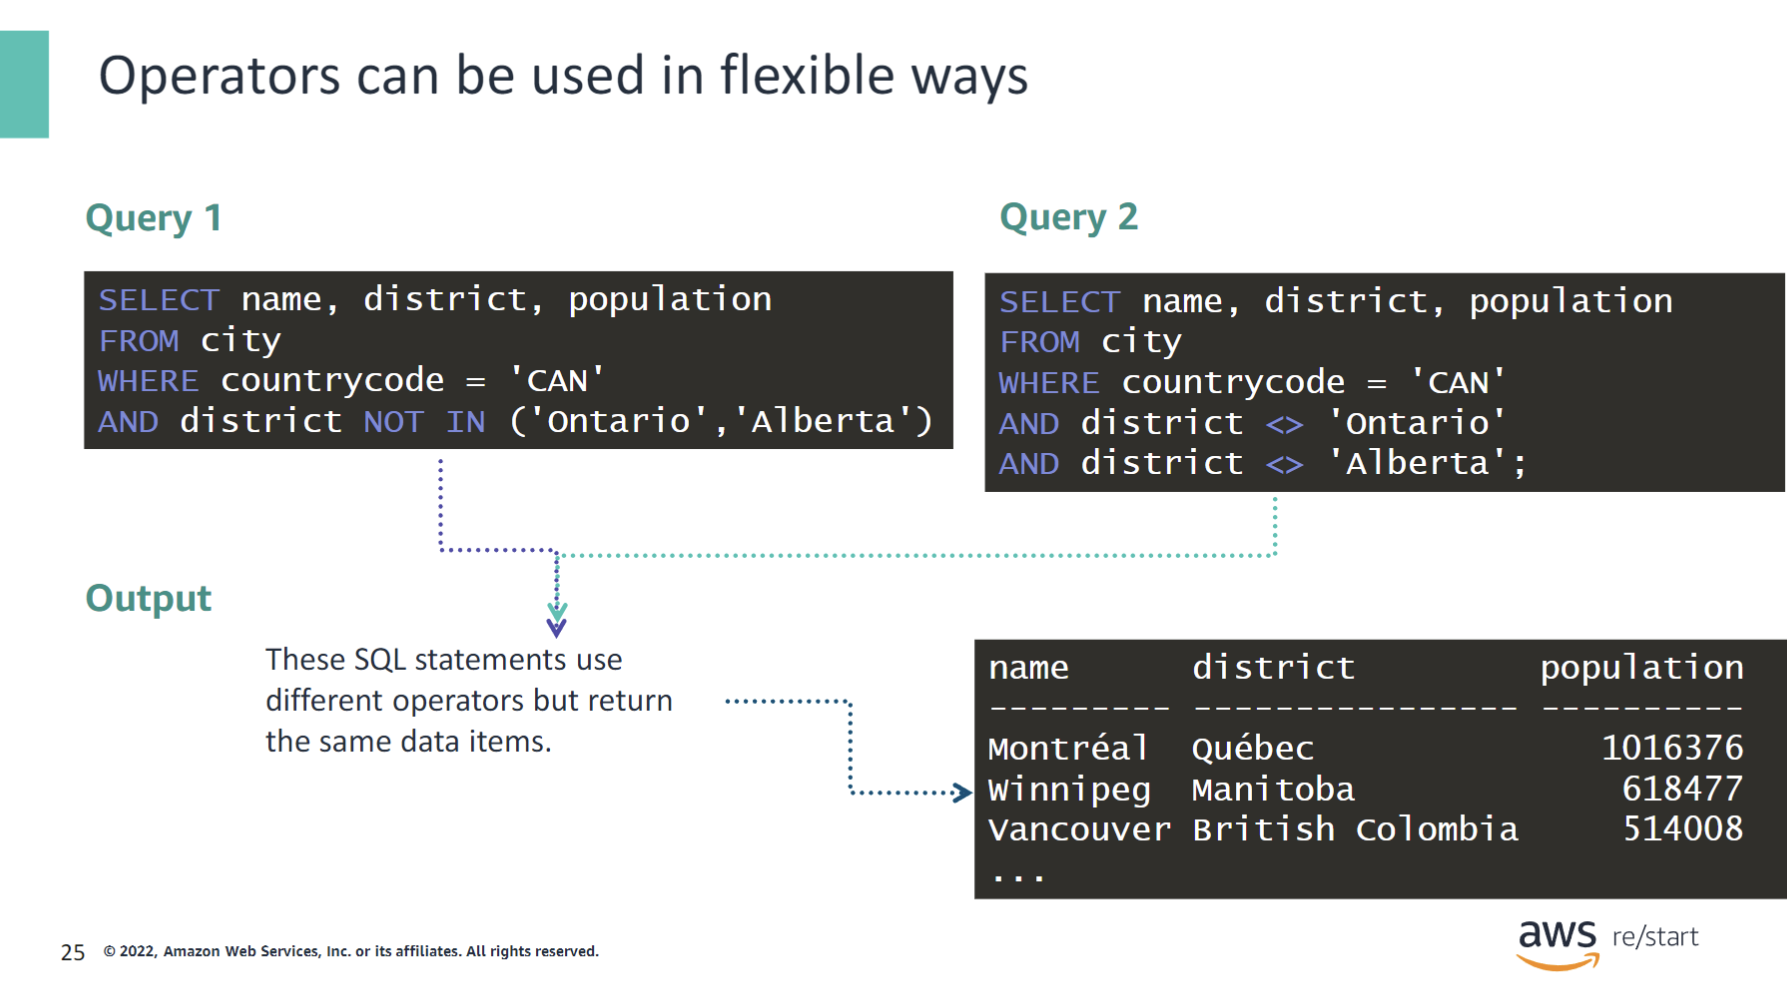 Operators can be used in flexible ways
Query 1
SELECT name, district, population
FROM city
WHERE countrycode = 'CAN'
AND district NOT IN ('Ontario','Alberta')
Query 2
SELECT name, district, population
FROM city
WHERE countrycode = 'CAN'
AND district <> 'Ontario'
AND district <> 'Alberta';
Output
These SQL statements use
different operators but return
the same data items.
name district population
--------- ---------------- ----------
Montréal Québec 1016376
Winnipeg Manitoba 618477
Vancouver British Colombia 514008
...
25 © 2022, Amazon Web Services, Inc. or its affiliates. All rights reserved.
aws re/start